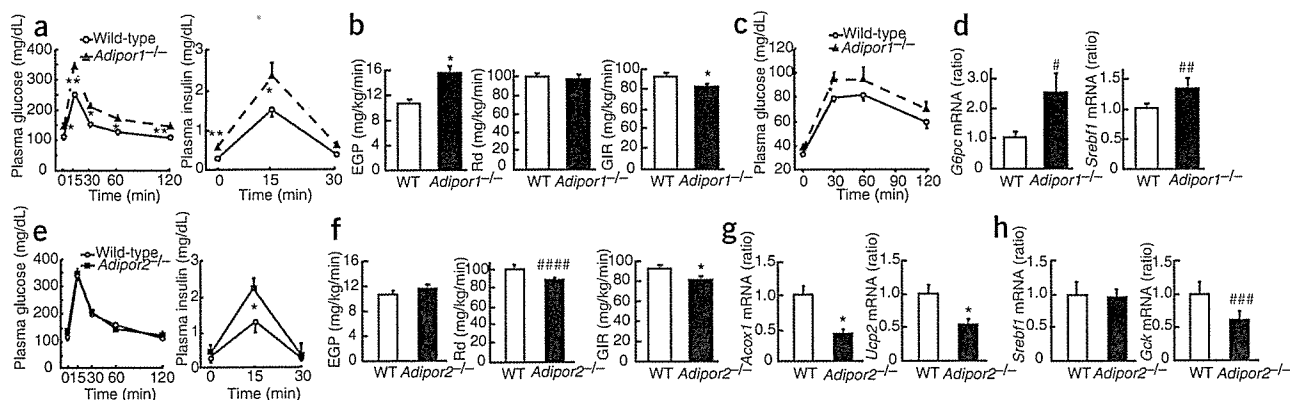 a
Plasma glucose (mg/dL)
400
300
200
100
0
Wild-type
Adipor1–/–
**
*
*
*
*
**
0 15 30 60 120
Time (min)
Plasma insulin (mg/dL)
3
2
1
0
*
**
*
0 15 30
Time (min)
b
EGP (mg/kg/min)
16
12
8
4
0
*
WT Adipor1–/–
Rd (mg/kg/min)
100
80
60
40
20
0
WT Adipor1–/–
GIR (mg/kg/min)
100
80
60
40
20
0
*
WT Adipor1–/–
c
Plasma glucose (mg/dL)
100
80
60
40
20
Wild-type
Adipor1–/–
0 30 60 90 120
Time (min)
d
G6pc mRNA (ratio)
3.0
2.0
1.0
0
#
WT Adipor1–/–
Srebf1 mRNA (ratio)
1.5
1.0
0.5
0
##
WT Adipor1–/–
e
Plasma glucose (mg/dL)
400
300
200
100
0
Wild-type
Adipor2–/–
0 15 30 60 120
Time (min)
Plasma insulin (mg/dL)
3
2
1
0
*
0 15 30
Time (min)
f
EGP (mg/kg/min)
16
12
8
4
0
WT Adipor2–/–
Rd (mg/kg/min)
100
80
60
40
20
0
####
WT Adipor2–/–
GIR (mg/kg/min)
100
80
60
40
20
0
*
WT Adipor2–/–
g
Acox1 mRNA (ratio)
1.5
1.0
0.5
0
*
WT Adipor2–/–
Ucp2 mRNA (ratio)
1.5
1.0
0.5
0
*
WT Adipor2–/–
h
Srebf1 mRNA (ratio)
1.5
1.0
0.5
0
WT Adipor2–/–
Gck mRNA (ratio)
1.5
1.0
0.5
0
###
WT Adipor2–/–